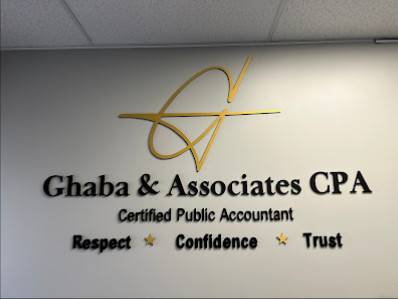 Ghaba & Associates CPA
Certified Public Accountant
Respect ★ Confidence ★ Trust